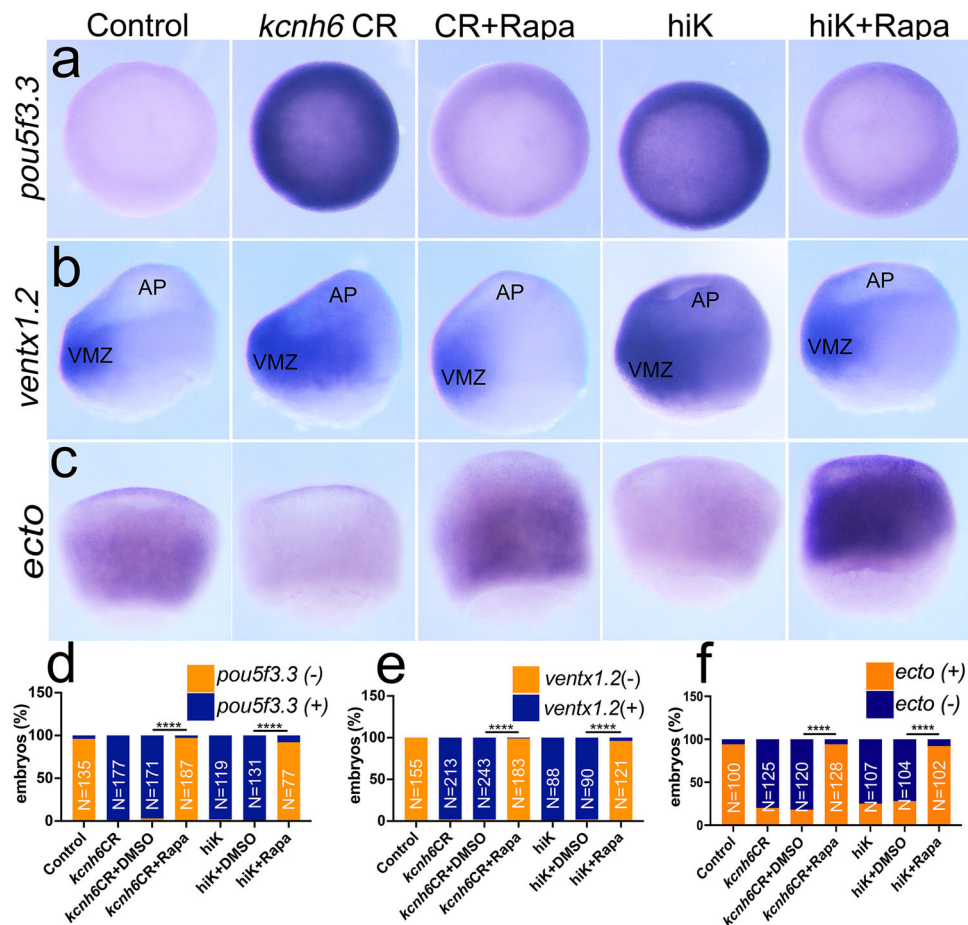 Control kcnh6 CR CR+Rapa hiK hiK+Rapa
a
pou5f3.3
b
ventx1.2
AP AP AP AP AP
VMZ VMZ VMZ VMZ VMZ
c
ecto
d
pou5f3.3 (-)
pou5f3.3 (+)
embryos (%)
100
50
0
****
****
N=135 N=177 N=171 N=187 N=119 N=131 N=77
Control
kcnh6CR
kcnh6CR+DMSO
kcnh6CR+Rapa
hiK
hiK+DMSO
hiK+Rapa
e
ventx1.2(-)
ventx1.2(+)
embryos (%)
100
50
0
****
****
N=155 N=213 N=243 N=183 N=88 N=90 N=121
Control
kcnh6CR
kcnh6CR+DMSO
kcnh6CR+Rapa
hiK
hiK+DMSO
hiK+Rapa
f
ecto (+)
ecto (-)
embryos (%)
100
50
0
****
****
N=100 N=125 N=120 N=128 N=107 N=104 N=102
Control
kcnh6CR
kcnh6CR+DMSO
kcnh6CR+Rapa
hiK
hiK+DMSO
hiK+Rapa